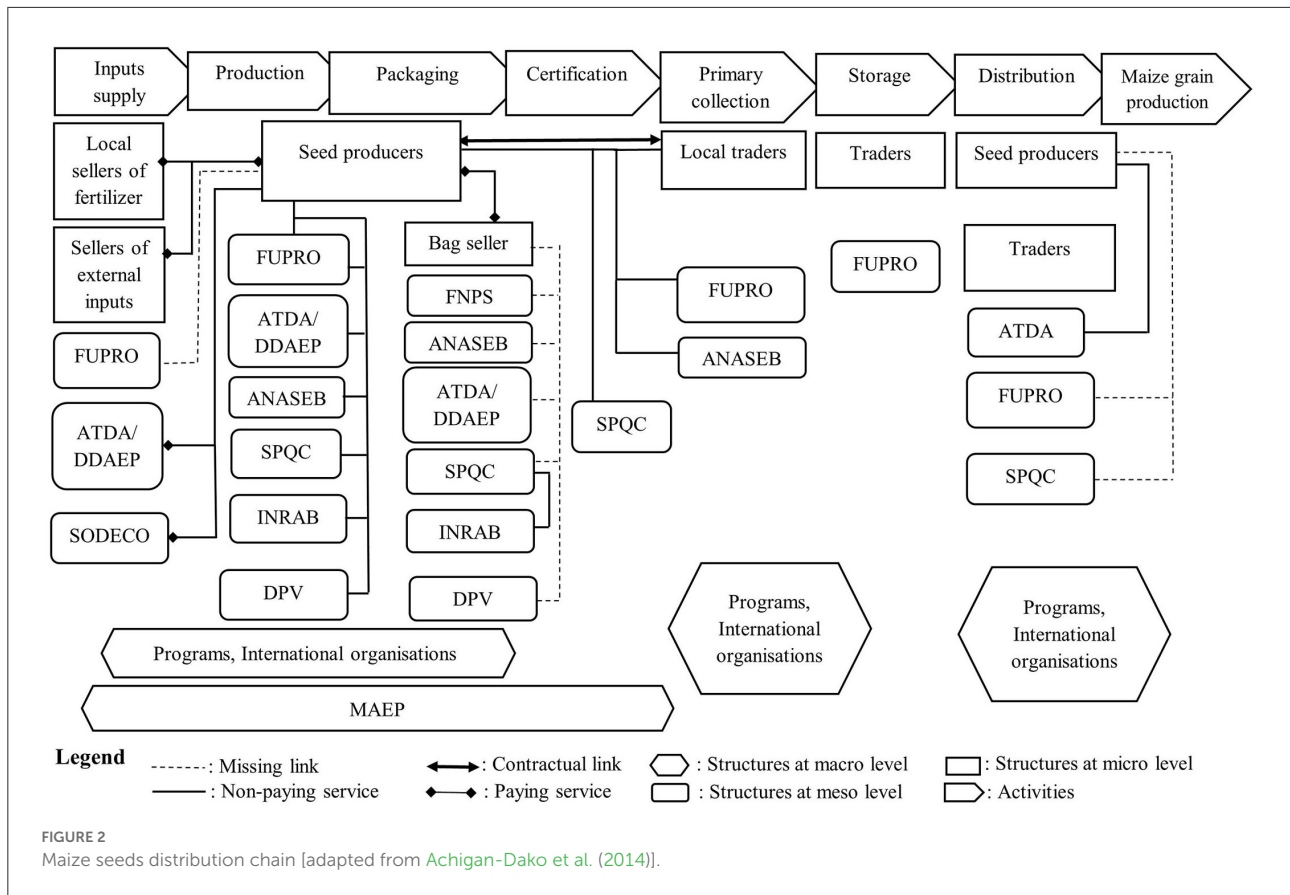 Inputs
supply
Production
Packaging
Certification
Primary
collection
Storage
Distribution
Maize grain
production
Local
sellers of
fertilizer
Sellers of
external
inputs
FUPRO
ATDA/
DDAEP
SODECO
Seed producers
FUPRO
ATDA/
DDAEP
ANASEB
SPQC
INRAB
DPV
Bag seller
FNPS
ANASEB
ATDA/
DDAEP
SPQC
INRAB
DPV
SPQC
Local traders
FUPRO
ANASEB
Traders
FUPRO
Seed producers
Traders
ATDA
FUPRO
SPQC
Programs, International organisations
MAEP
Programs,
International
organisations
Programs,
International
organisations
Legend
: Missing link
: Contractual link
: Structures at macro level
: Structures at micro level
: Non-paying service
: Paying service
: Structures at meso level
: Activities
FIGURE 2
Maize seeds distribution chain [adapted from Achigan-Dako et al. (2014)].